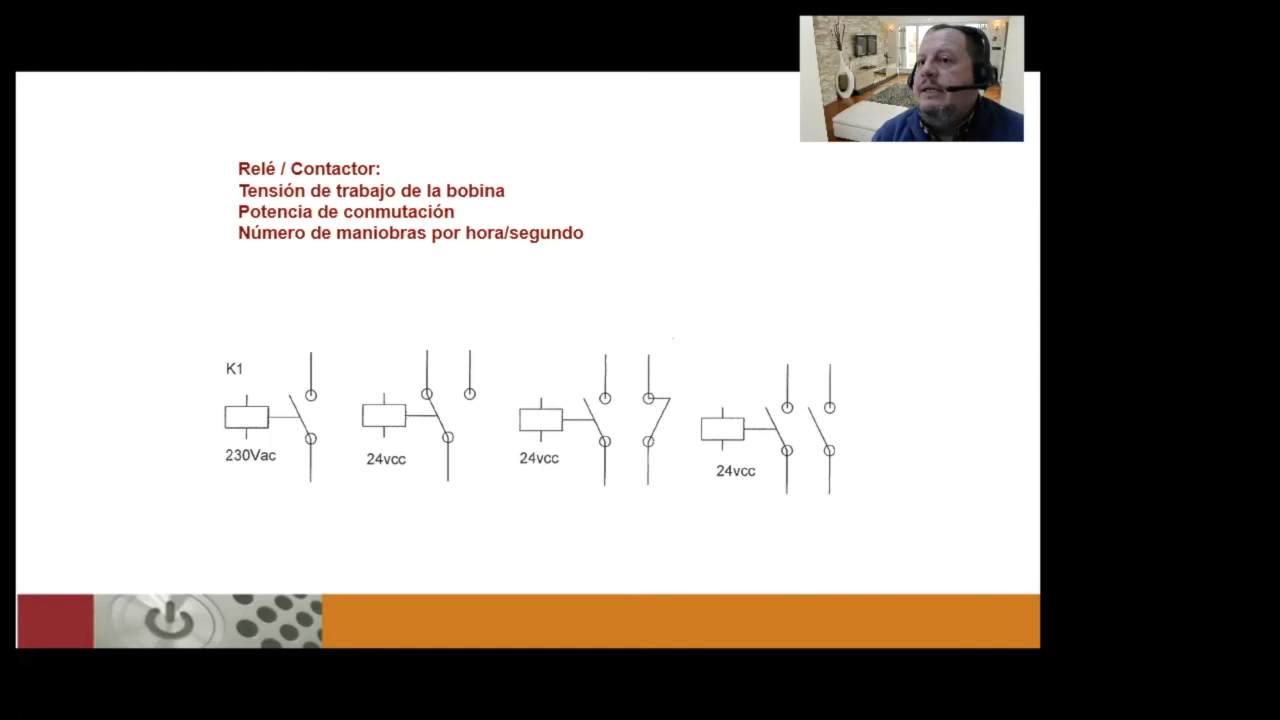 Relé / Contactor:
Tensión de trabajo de la bobina
Potencia de conmutación
Número de maniobras por hora/segundo
K1
230Vac
24vcc
24vcc
24vcc